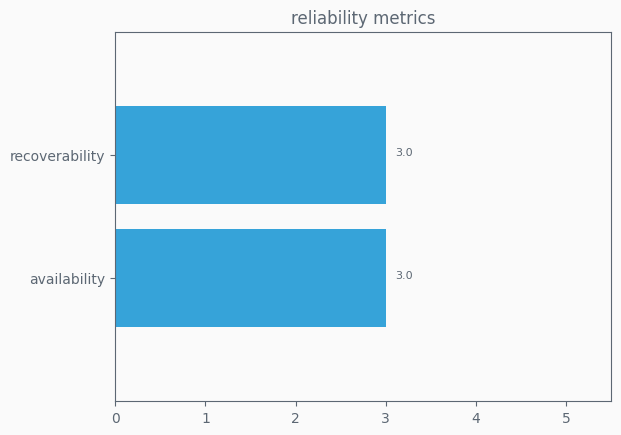 reliability metrics
recoverability
3.0
availability
3.0
0 1 2 3 4 5